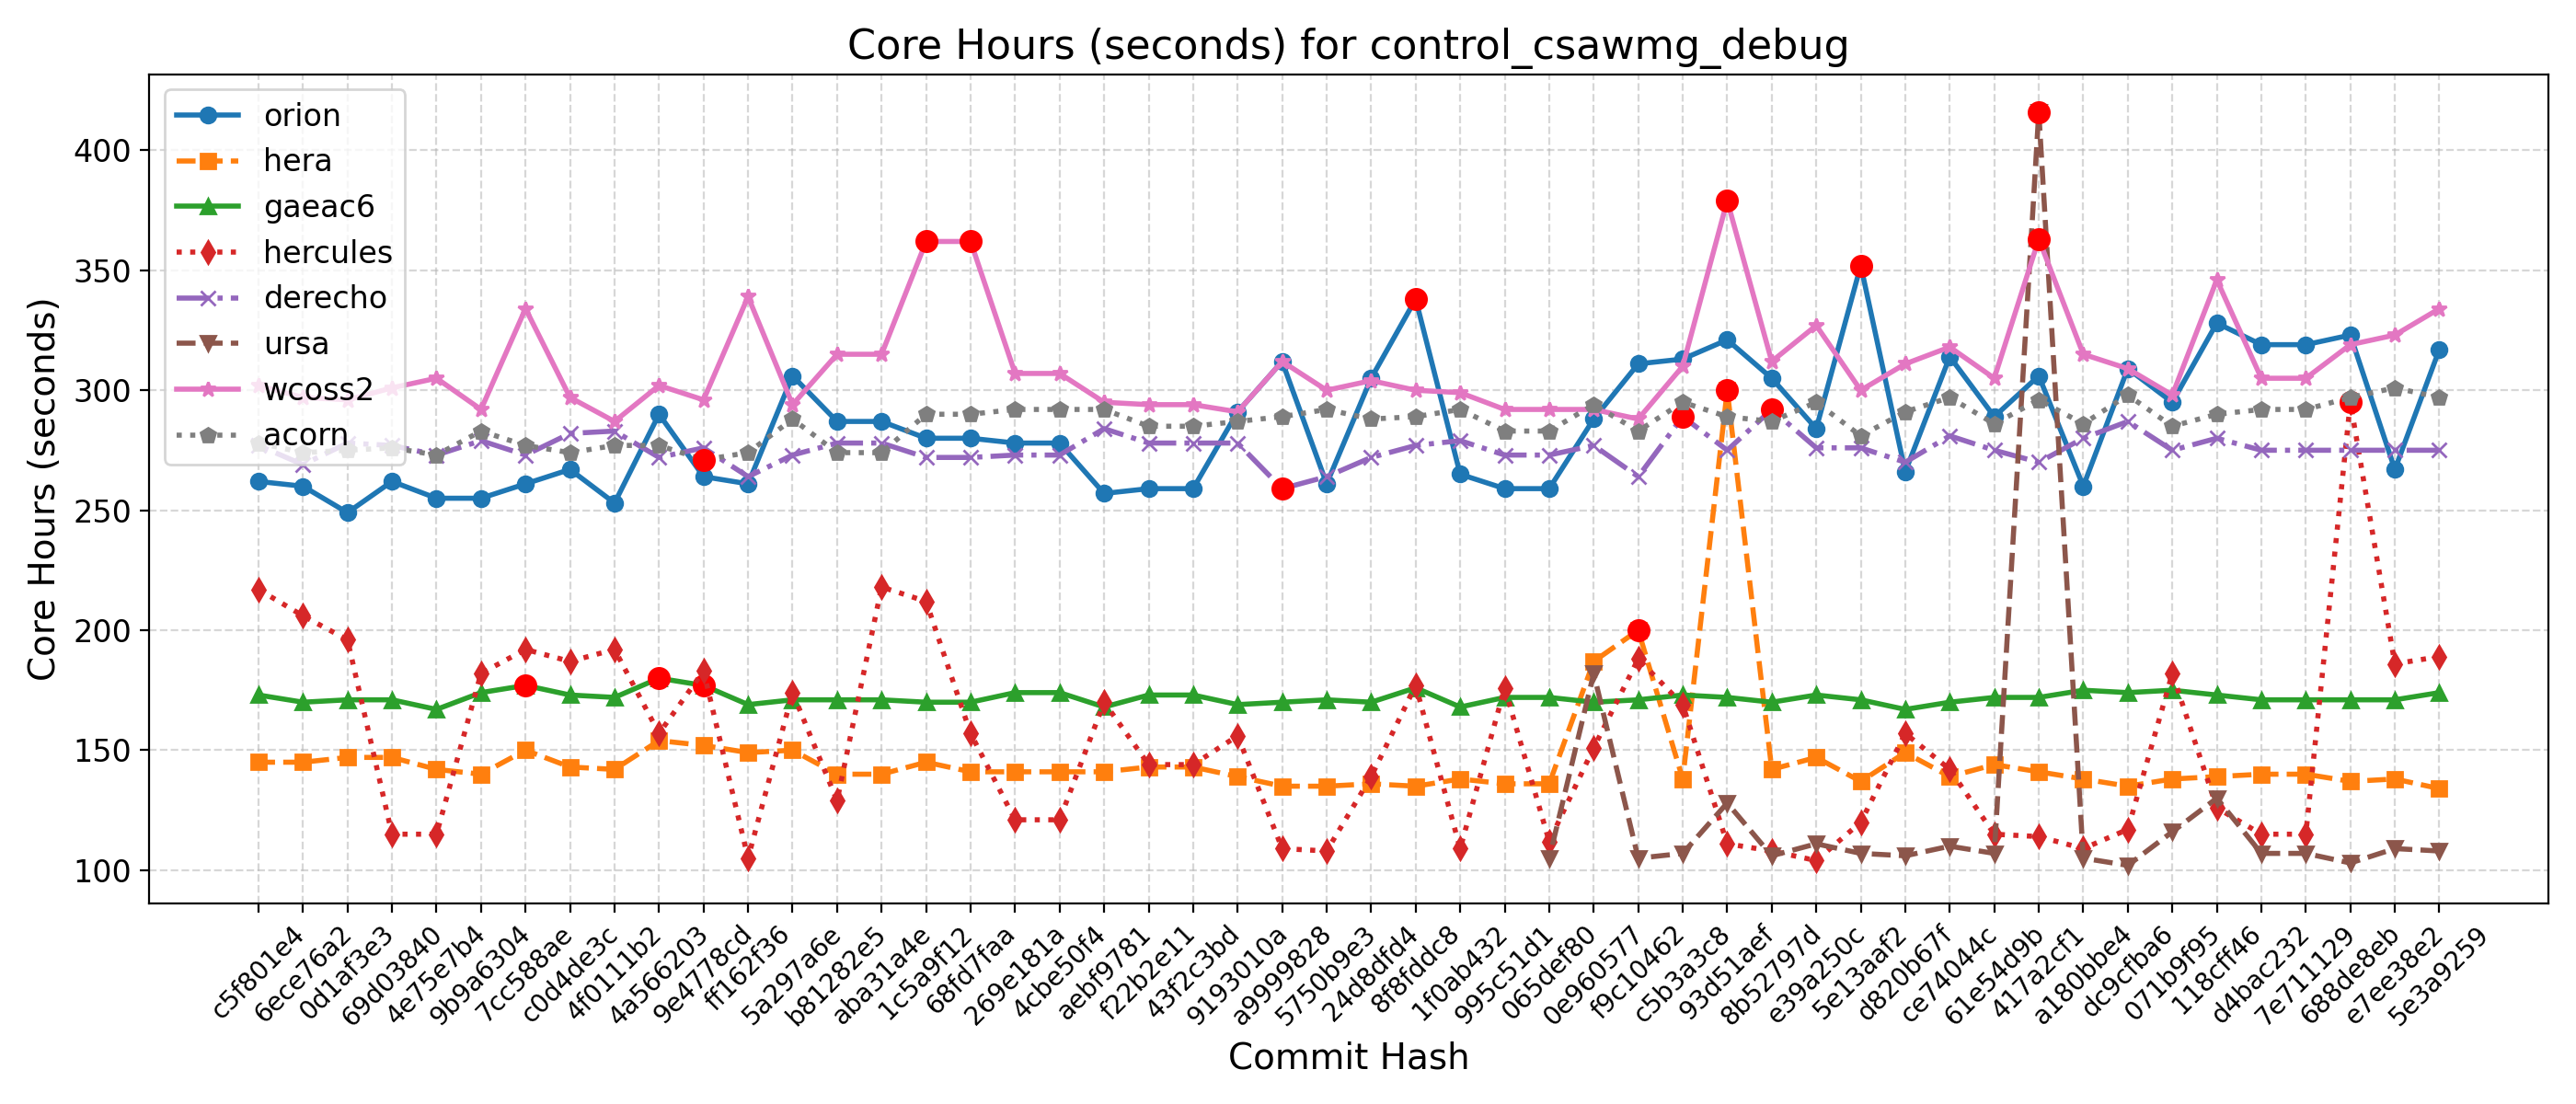 Core Hours (seconds) for control_csawmg_debug
Core Hours (seconds)
400
350
300
250
200
150
100
orion
hera
gaeac6
hercules
derecho
ursa
wcoss2
acorn
c5f801e4
6ece76a2
0d1af3e3
69d03840
4e75e7b4
9b9a6304
7cc588ae
c0d4de3c
4f0111b2
4a566203
9e4778cd
ff162f36
5a297a6e
b81282e5
aba31a4e
1c5a9f12
68fd7faa
269e181a
4cbe50f4
aebf9781
f22b2e11
43f2c3bd
9193010a
a9999828
5750b9e3
24d8dfd4
8f8fddc8
1f0ab432
995c51d1
065def80
0e960577
f9c10462
c5b3a3c8
93d51aef
8b52797d
e39a250c
5e13aaf2
d820b67f
ce74044c
61e54d9b
417a2cf1
a180bbe4
dc9cfba6
071b9f95
118cff46
d4bac232
7e711129
688de8eb
e7ee38e2
5e3a9259
Commit Hash